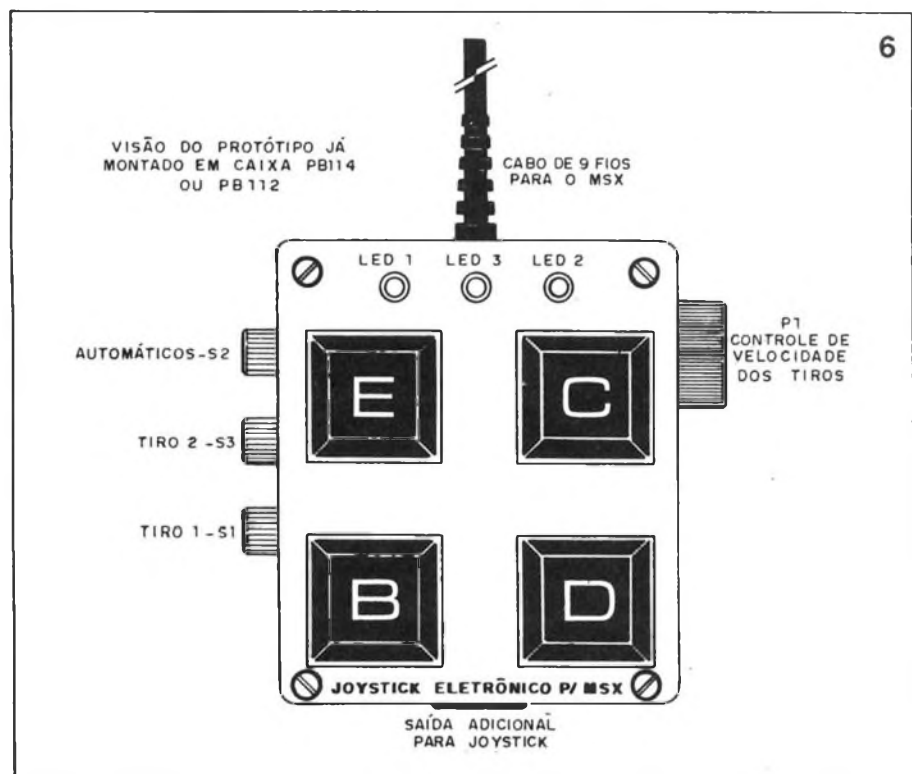 6
VISÃO DO PROTÓTIPO JÁ
MONTADO EM CAIXA PB114
OU PB112
CABO DE 9 FIOS
PARA O MSX
LED 1 LED 3 LED 2
AUTOMÁTICOS-S2
P1
CONTROLE DE
VELOCIDADE
DOS TIROS
E C
TIRO 2 -S3
TIRO 1 -S1
B D
JOYSTICK ELETRÔNICO P/ MSX
SAÍDA ADICIONAL
PARA JOYSTICK